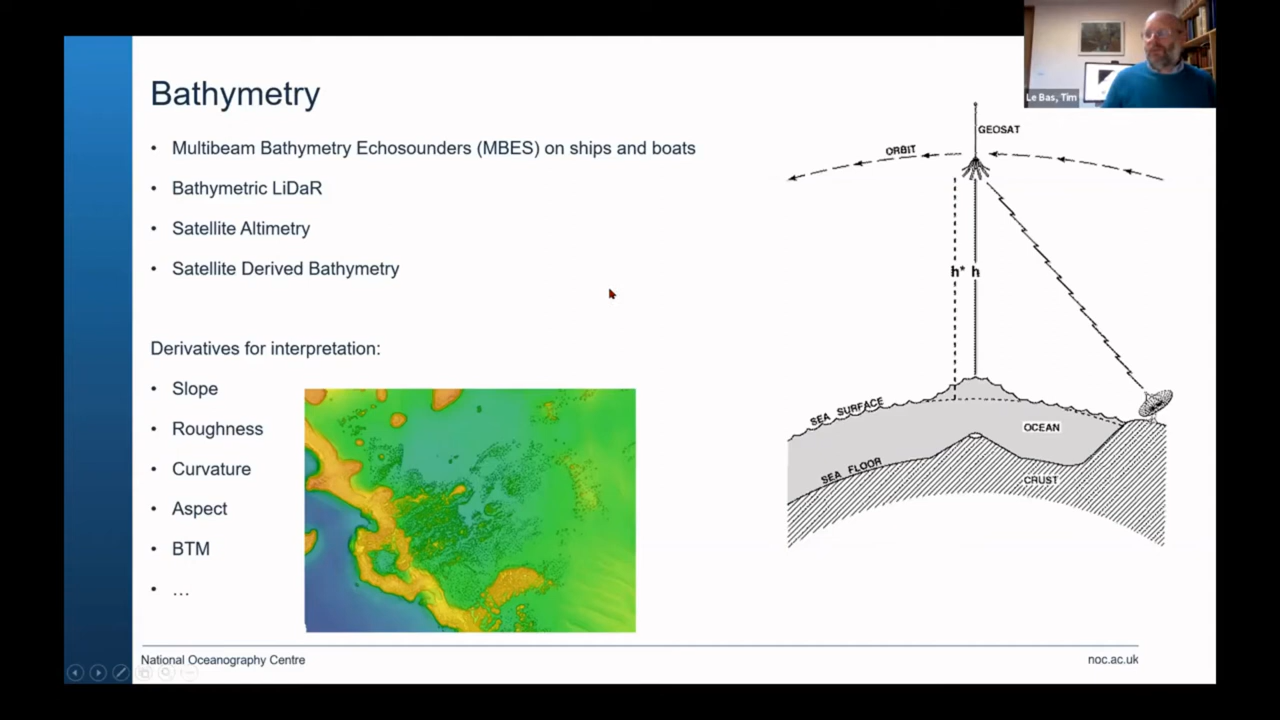 Bathymetry
• Multibeam Bathymetry Echosounders (MBES) on ships and boats
• Bathymetric LiDaR
• Satellite Altimetry
• Satellite Derived Bathymetry
Derivatives for interpretation:
• Slope
• Roughness
• Curvature
• Aspect
• BTM
• …
Le Bas, Tim
GEOSAT
ORBIT
h* h
SEA SURFACE
OCEAN
SEA FLOOR
CRUST
National Oceanography Centre
noc.ac.uk